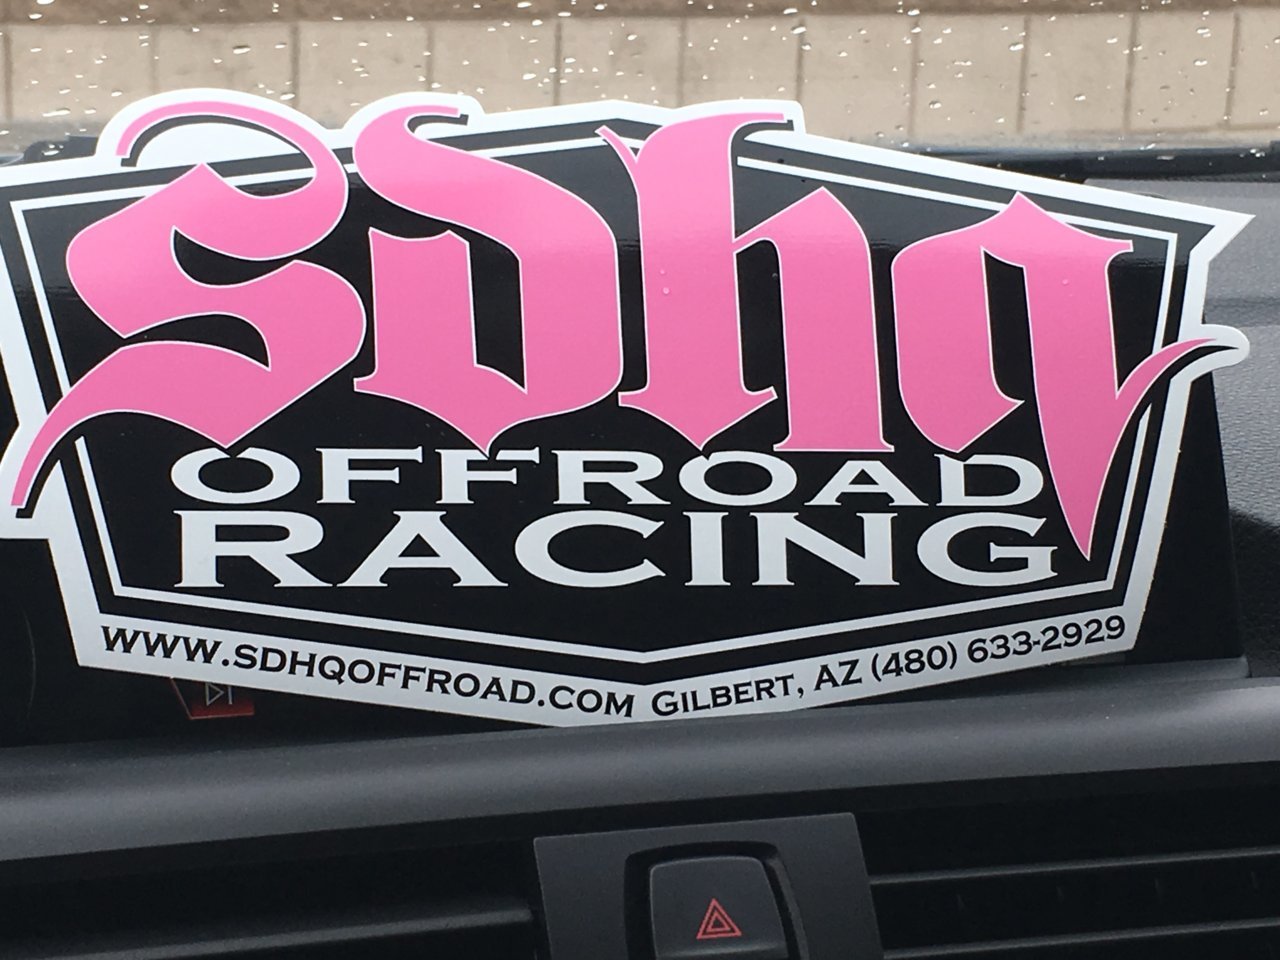 sdhq
OFFROAD
RACING
WWW.SDHQOFFROAD.COM GILBERT, AZ (480) 633-2929